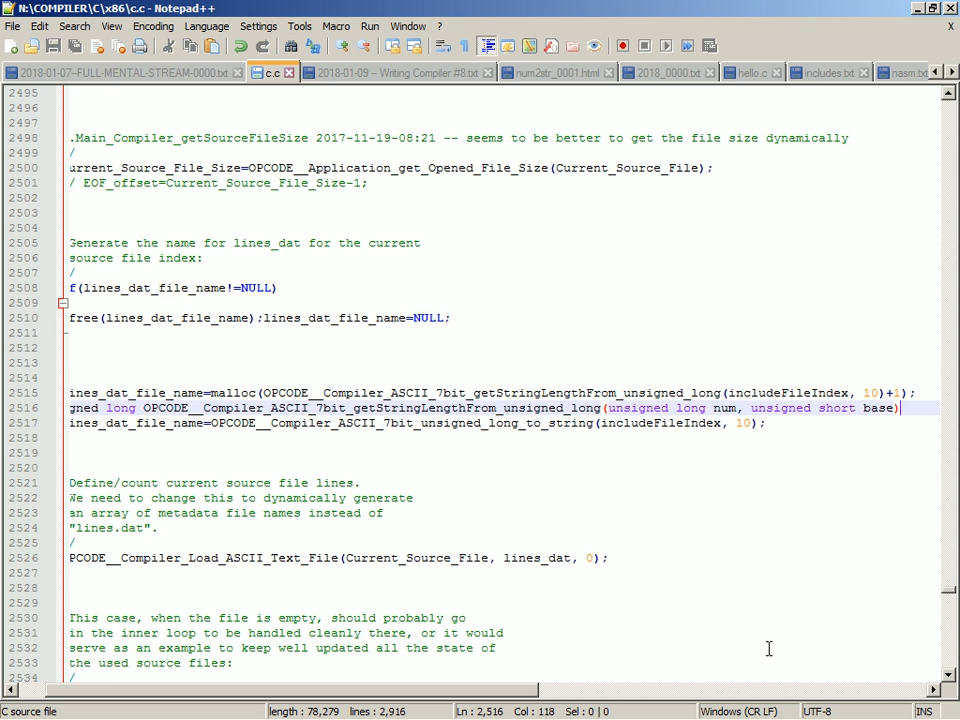 N:\COMPILER\C\x86\c.c - Notepad++
File Edit Search View Encoding Language Settings Tools Macro Run Window ? X
2018-01-07-FULL-MENTAL-STREAM-0000.txt c.c 2018-01-09 – Writing Compiler #8.txt num2str_0001.html 2018_0000.txt hello.c includes.txt nasm.txt
2495
2496
2497
2498 .Main_Compiler_getSourceFileSize 2017-11-19-08:21 -- seems to be better to get the file size dynamically
2499 /
2500 urrent_Source_File_Size=OPCODE__Application_get_Opened_File_Size(Current_Source_File);
2501 / EOF_offset=Current_Source_File_Size-1;
2502
2503
2504
2505 Generate the name for lines_dat for the current
2506 source file index:
2507 /
2508 f(lines_dat_file_name!=NULL)
2509
2510 free(lines_dat_file_name);lines_dat_file_name=NULL;
2511
2512
2513
2514
2515 ines_dat_file_name=malloc(OPCODE__Compiler_ASCII_7bit_getStringLengthFrom_unsigned_long(includeFileIndex, 10)+1);
2516 gned long OPCODE__Compiler_ASCII_7bit_getStringLengthFrom_unsigned_long(unsigned long num, unsigned short base)
2517 ines_dat_file_name=OPCODE__Compiler_ASCII_7bit_unsigned_long_to_string(includeFileIndex, 10);
2518
2519
2520
2521 Define/count current source file lines.
2522 We need to change this to dynamically generate
2523 an array of metadata file names instead of
2524 "lines.dat".
2525 /
2526 PCODE__Compiler_Load_ASCII_Text_File(Current_Source_File, lines_dat, 0);
2527
2528
2529
2530 This case, when the file is empty, should probably go
2531 in the inner loop to be handled cleanly there, or it would
2532 serve as an example to keep well updated all the state of
2533 the used source files:
2534 /
C source file length : 78,279 lines : 2,916 Ln : 2,516 Col : 118 Sel : 0 | 0 Windows (CR LF) UTF-8 INS